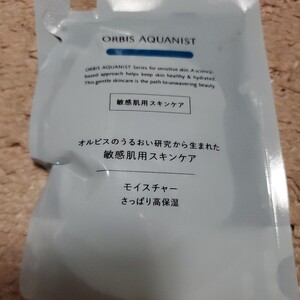 ORBIS AQUANIST
ORBIS AQUANIST Series for sensitive skin. A science-
based approach helps keep skin healthy & hydrated.
This gentle skincare is the path to unwavering beauty.
敏感肌用スキンケア
オルビスのうるおい研究から生まれた
敏感肌用スキンケア
モイスチャー
さっぱり高保湿